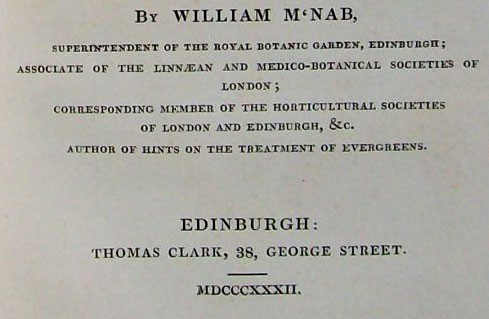 By WILLIAM M‘NAB,
SUPERINTENDENT OF THE ROYAL BOTANIC GARDEN, EDINBURGH;
ASSOCIATE OF THE LINNÆAN AND MEDICO-BOTANICAL SOCIETIES OF
LONDON;
CORRESPONDING MEMBER OF THE HORTICULTURAL SOCIETIES
OF LONDON AND EDINBURGH, &C.
AUTHOR OF HINTS ON THE TREATMENT OF EVERGREENS.
EDINBURGH:
THOMAS CLARK, 38, GEORGE STREET.
MDCCCXXXII.